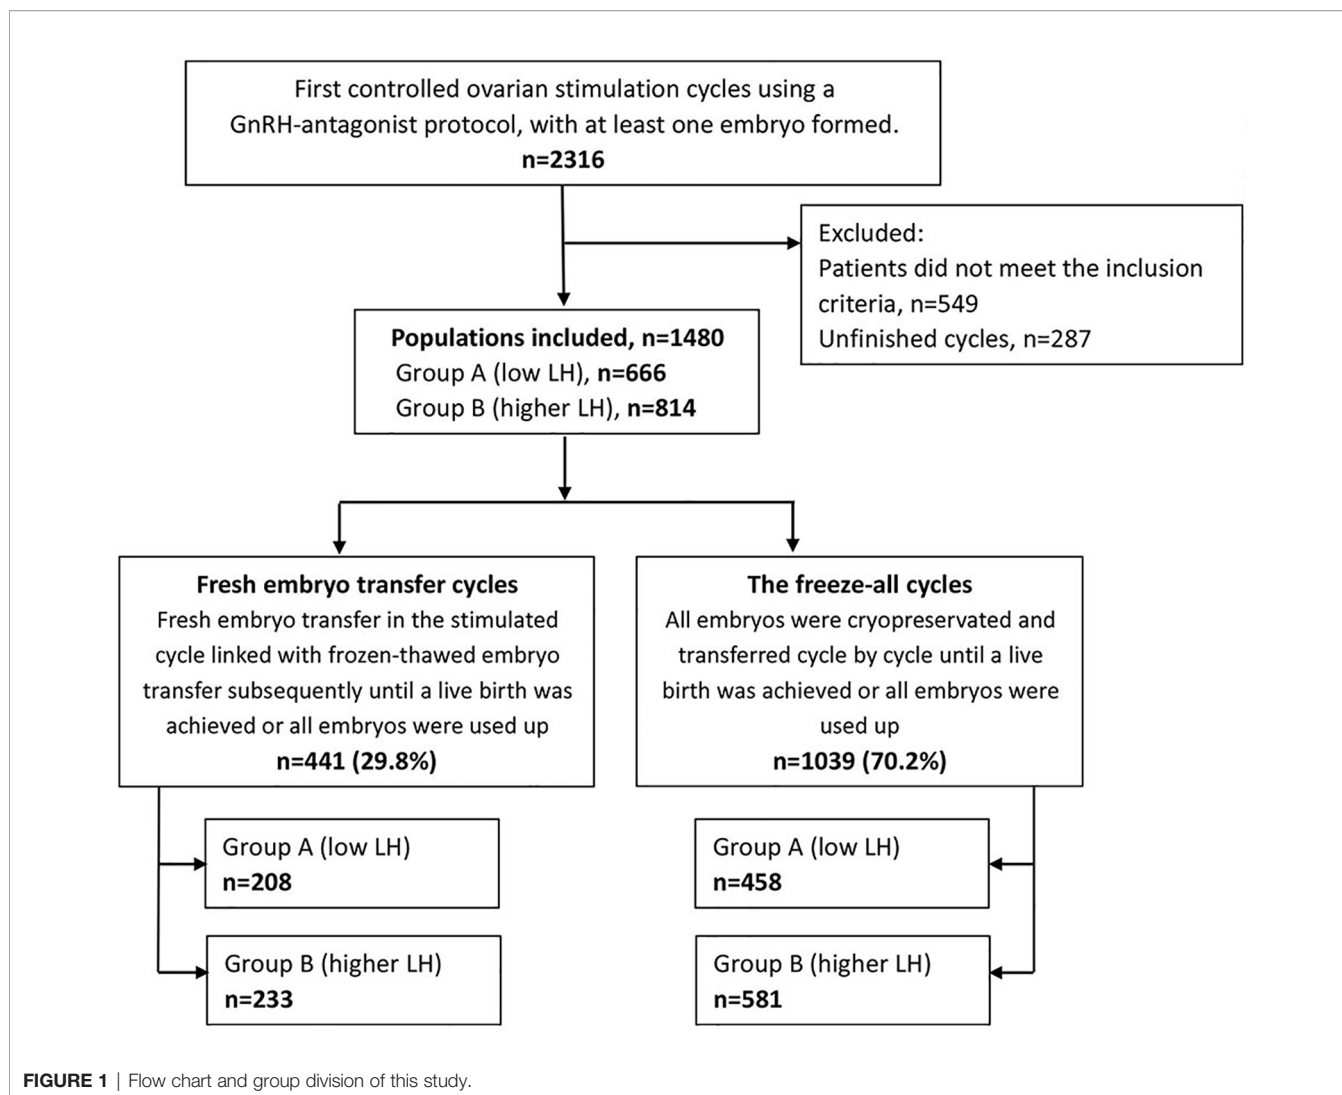 First controlled ovarian stimulation cycles using a
GnRH-antagonist protocol, with at least one embryo formed.
n=2316
Excluded:
Patients did not meet the inclusion
criteria, n=549
Unfinished cycles, n=287
Populations included, n=1480
Group A (low LH), n=666
Group B (higher LH), n=814
Fresh embryo transfer cycles
Fresh embryo transfer in the stimulated
cycle linked with frozen-thawed embryo
transfer subsequently until a live birth was
achieved or all embryos were used up
n=441 (29.8%)
The freeze-all cycles
All embryos were cryopreservated and
transferred cycle by cycle until a live
birth was achieved or all embryos were
used up
n=1039 (70.2%)
Group A (low LH)
n=208
Group B (higher LH)
n=233
Group A (low LH)
n=458
Group B (higher LH)
n=581
FIGURE 1 | Flow chart and group division of this study.